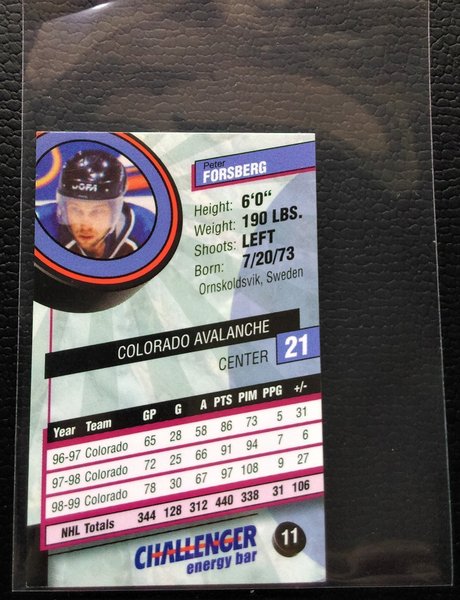 JOFA
Peter
FORSBERG
Height: 6'0"
Weight: 190 LBS.
Shoots: LEFT
Born: 7/20/73
Ornskoldsvik, Sweden
COLORADO AVALANCHE
CENTER 21
Year Team GP G A PTS PIM PPG +/-
96-97 Colorado 65 28 58 86 73 5 31
97-98 Colorado 72 25 66 91 94 7 6
98-99 Colorado 78 30 67 97 108 9 27
NHL Totals 344 128 312 440 338 31 106
CHALLENGER
energy bar
11